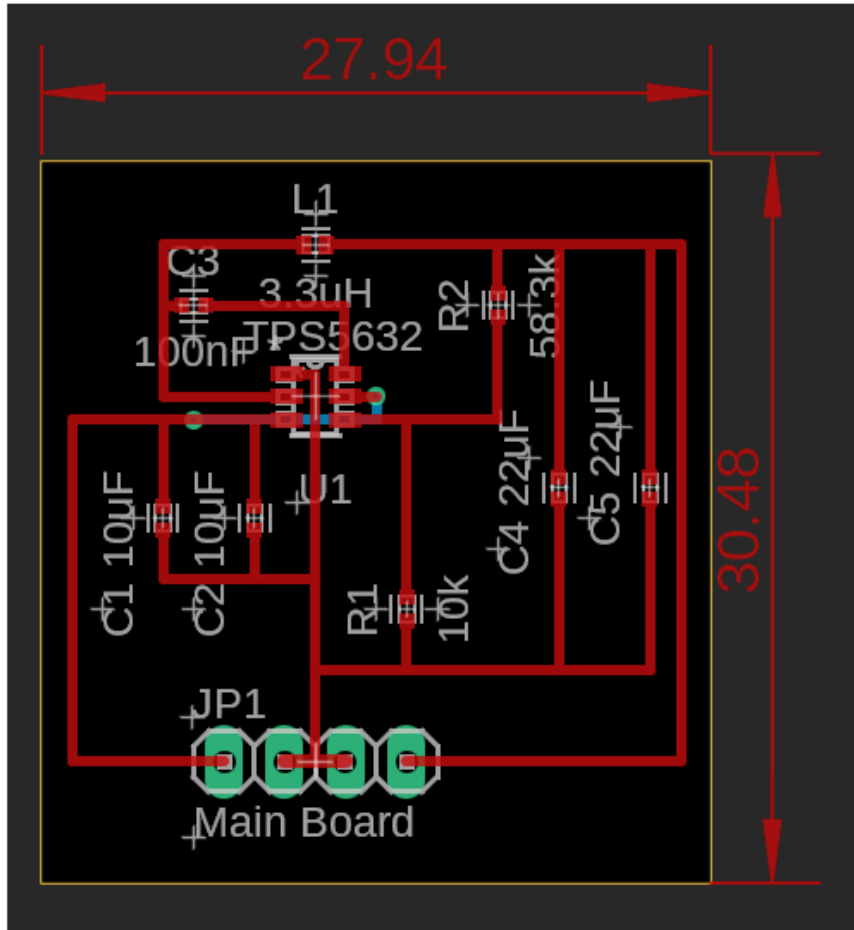 27.94
L1
C3
3.3uH
R2
58.3k
100nF
TPS5632
30.48
U1
C4 22µF
C5 22µF
C1 10µF
C2 10µF
R1
10k
JP1
Main Board